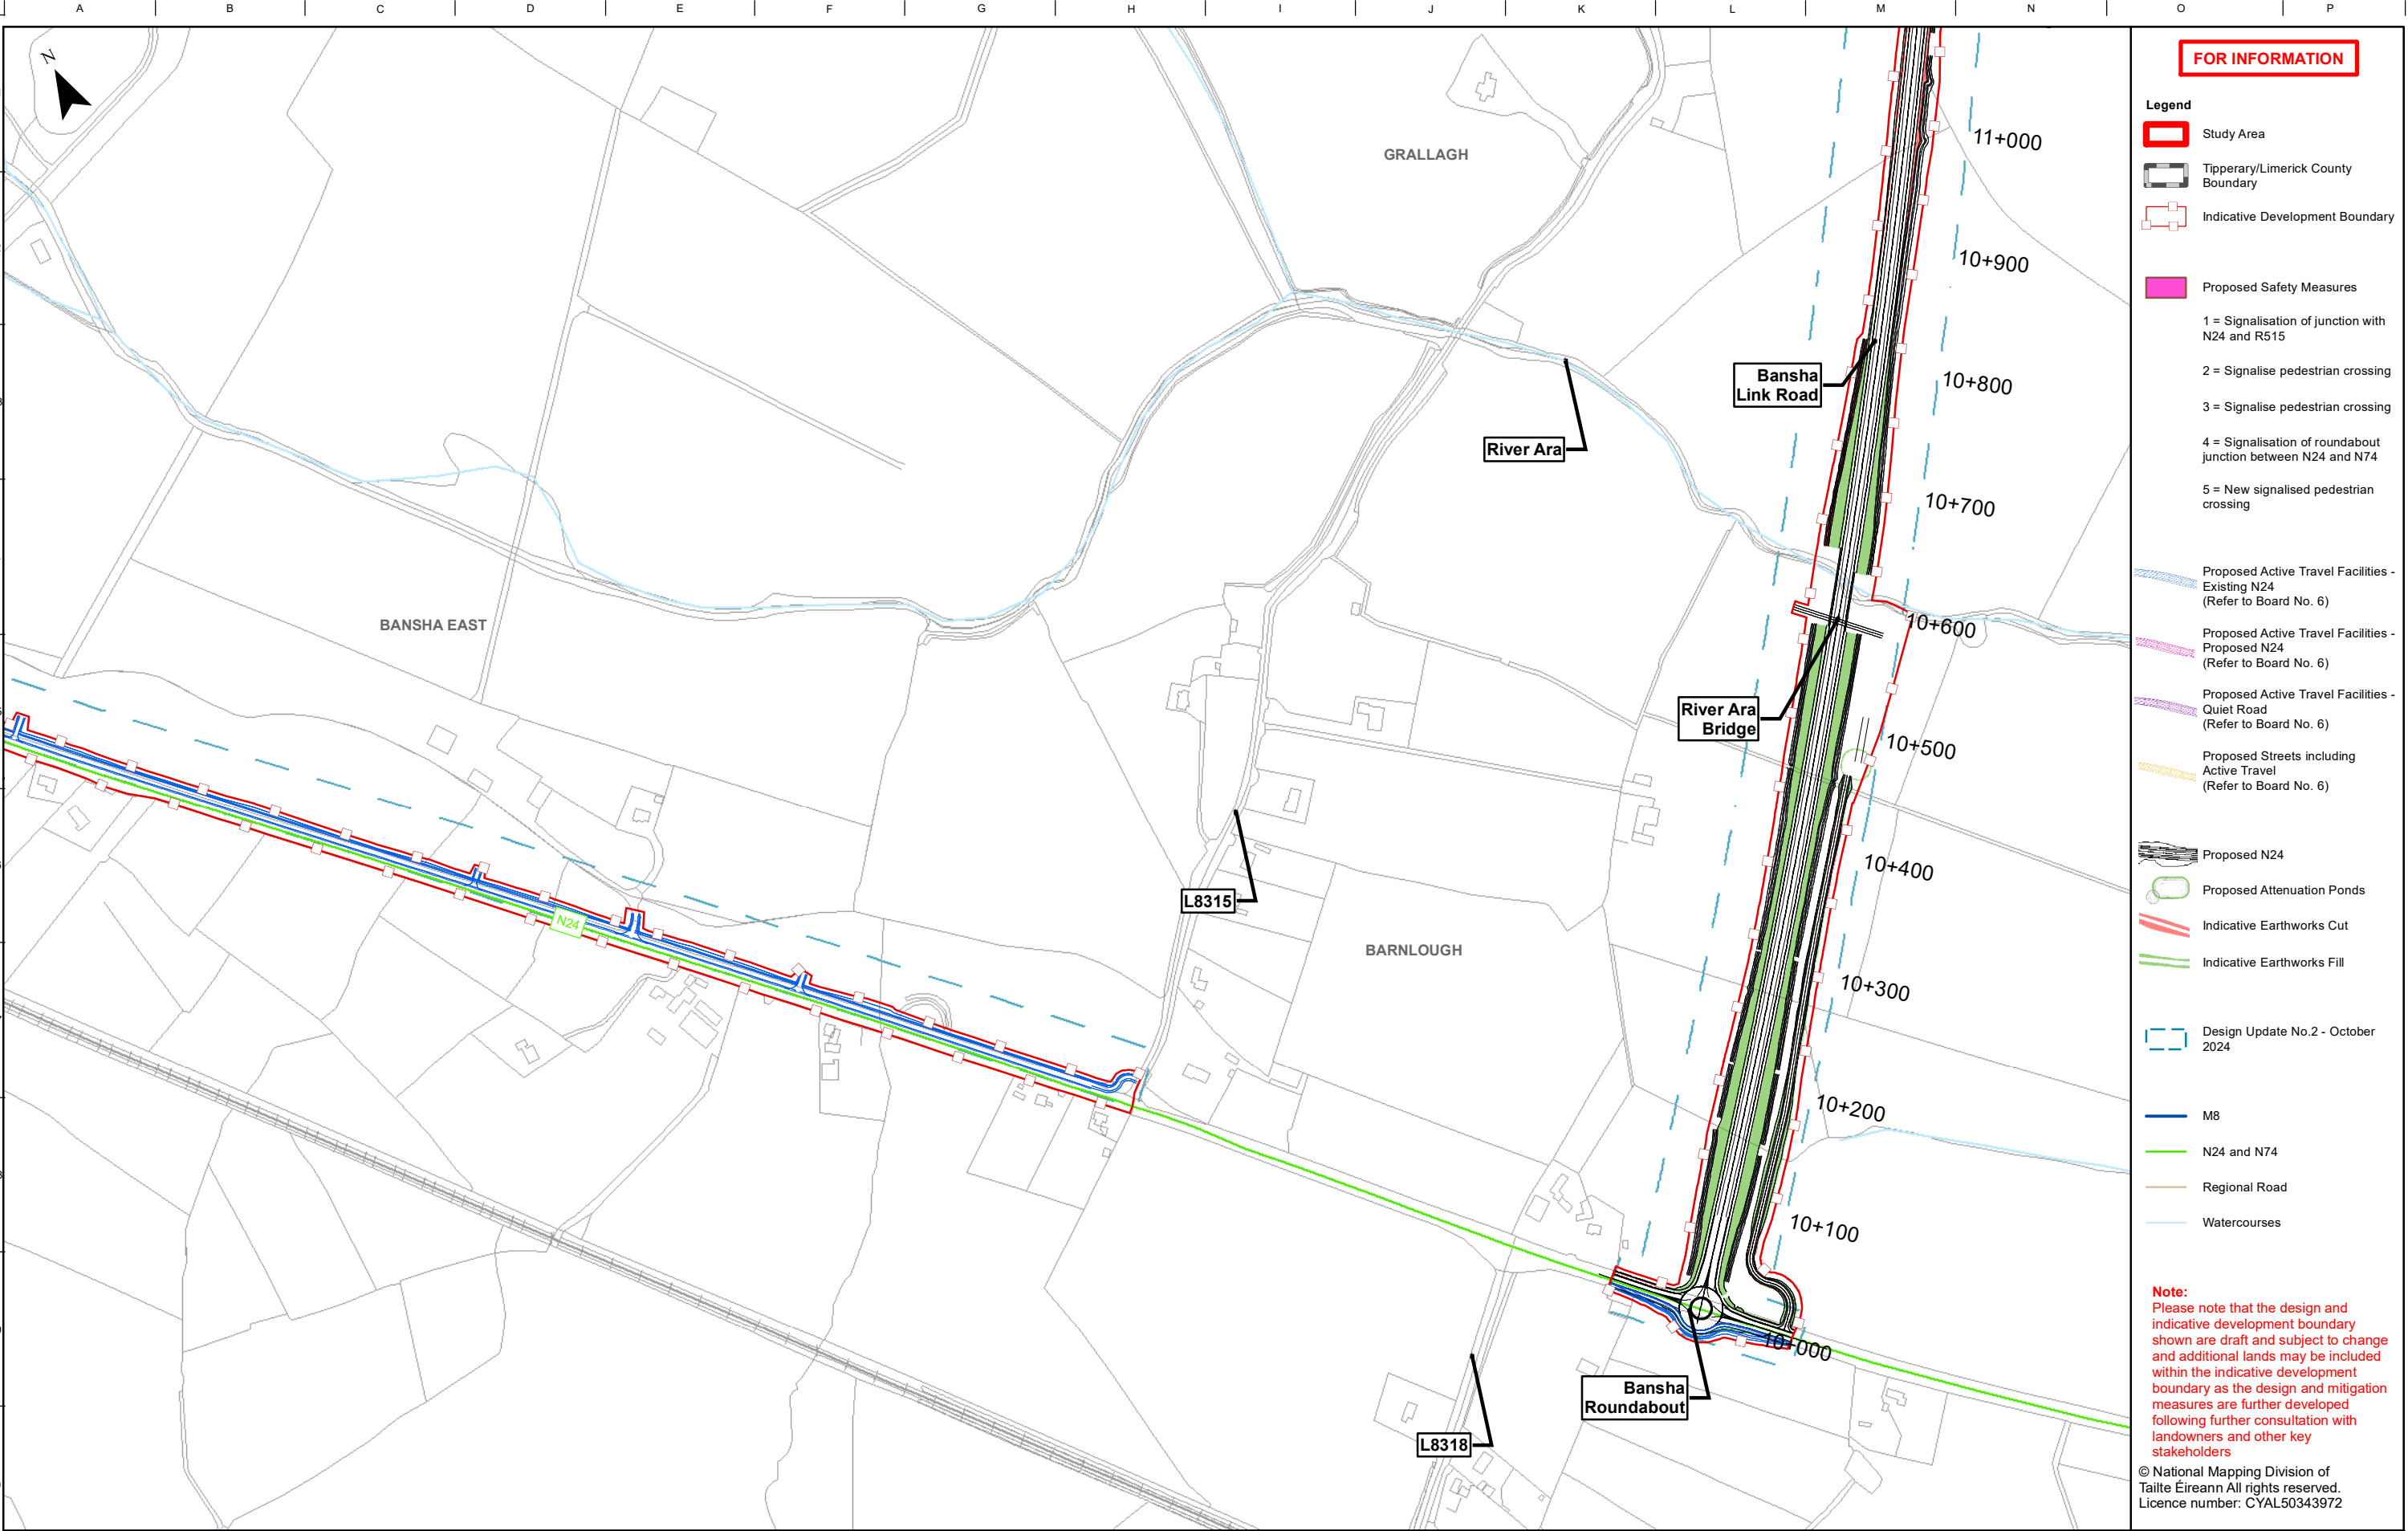 A B C D E F G H I J K L M N O P
N
GRALLAGH
11+000
10+900
Bansha
Link Road
10+800
River Ara
10+700
BANSHA EAST
10+600
River Ara
Bridge
10+500
10+400
L8315
N24
BARNLOUGH
10+300
10+200
10+100
10+000
Bansha
Roundabout
L8318
FOR INFORMATION
Legend
Study Area
Tipperary/Limerick County
Boundary
Indicative Development Boundary
Proposed Safety Measures
1 = Signalisation of junction with
N24 and R515
2 = Signalise pedestrian crossing
3 = Signalise pedestrian crossing
4 = Signalisation of roundabout
junction between N24 and N74
5 = New signalised pedestrian
crossing
Proposed Active Travel Facilities -
Existing N24
(Refer to Board No. 6)
Proposed Active Travel Facilities -
Proposed N24
(Refer to Board No. 6)
Proposed Active Travel Facilities -
Quiet Road
(Refer to Board No. 6)
Proposed Streets including
Active Travel
(Refer to Board No. 6)
Proposed N24
Proposed Attenuation Ponds
Indicative Earthworks Cut
Indicative Earthworks Fill
Design Update No.2 - October
2024
M8
N24 and N74
Regional Road
Watercourses
Note:
Please note that the design and
indicative development boundary
shown are draft and subject to change
and additional lands may be included
within the indicative development
boundary as the design and mitigation
measures are further developed
following further consultation with
landowners and other key
stakeholders
© National Mapping Division of
Tailte Éireann All rights reserved.
Licence number: CYAL50343972